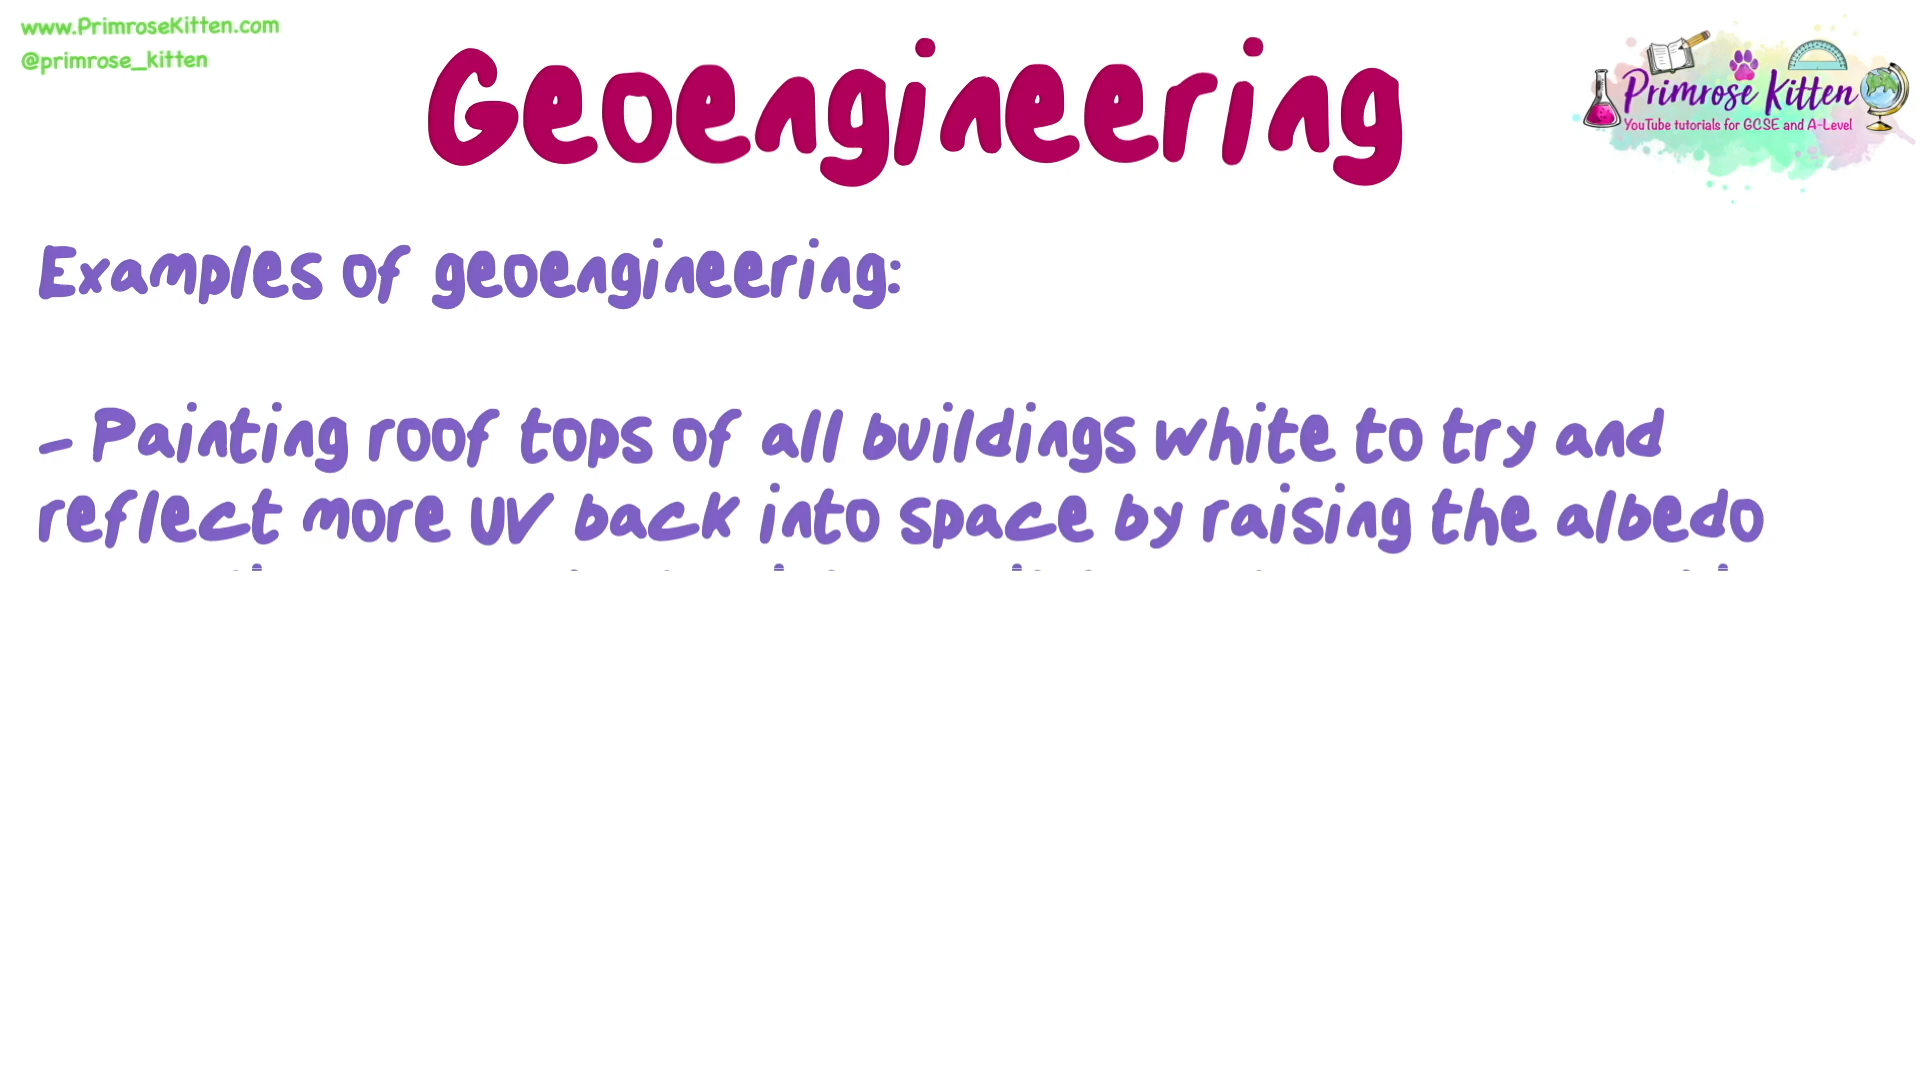 www.PrimroseKitten.com
@primrose_kitten
Geoengineering
Primrose Kitten
YouTube tutorials for GCSE and A-Level
Examples of geoengineering:
- Painting roof tops of all buildings white to try and
reflect more UV back into space by raising the albedo